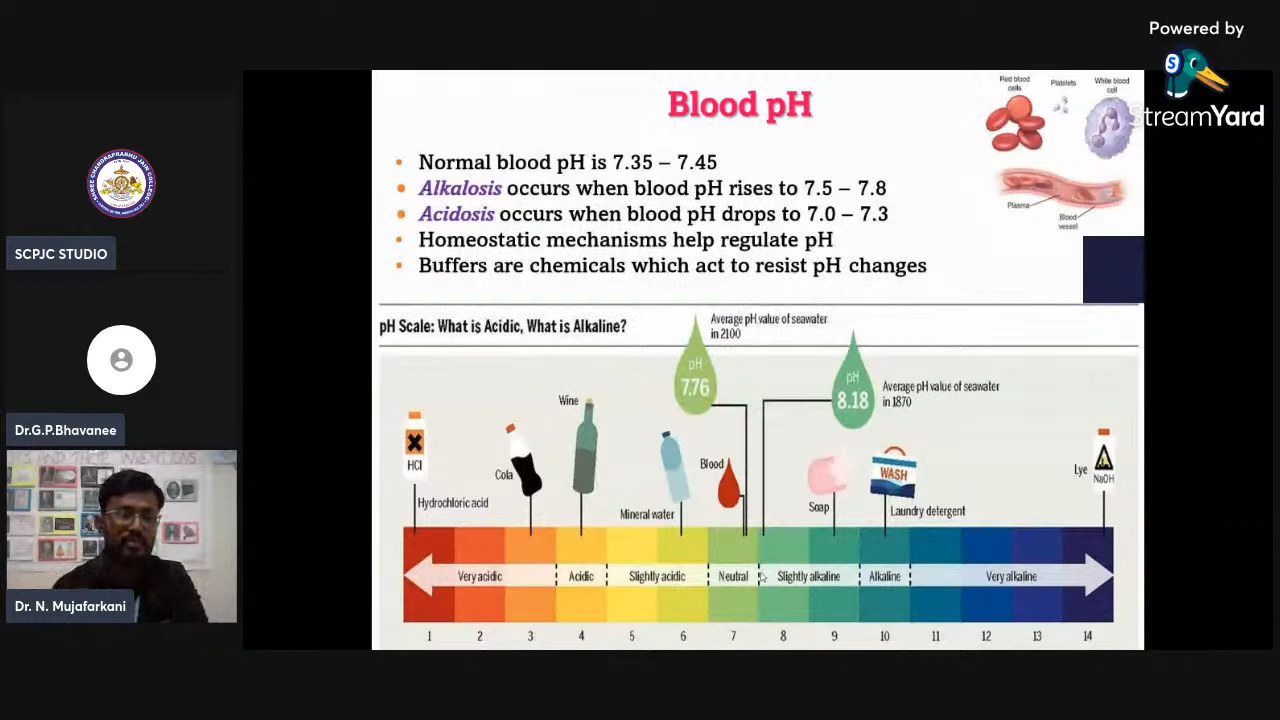 Powered by
StreamYard
SCPJC STUDIO
Dr.G.P.Bhavanee
Dr. N. Mujafarkani
Blood pH
Red blood
cells
Platelets
White blood
cell
Plasma
Blood
vessel
• Normal blood pH is 7.35 – 7.45
• Alkalosis occurs when blood pH rises to 7.5 – 7.8
• Acidosis occurs when blood pH drops to 7.0 – 7.3
• Homeostatic mechanisms help regulate pH
• Buffers are chemicals which act to resist pH changes
pH Scale: What is Acidic, What is Alkaline?
Average pH value of seawater
in 2100
pH
7.76
pH
8.18
Average pH value of seawater
in 1870
HCl
Hydrochloric acid
Cola
Wine
Mineral water
Blood
Soap
WASH
Laundry detergent
Lye
NaOH
Very acidic
Acidic
Slightly acidic
Neutral
Slightly alkaline
Alkaline
Very alkaline
1 2 3 4 5 6 7 8 9 10 11 12 13 14